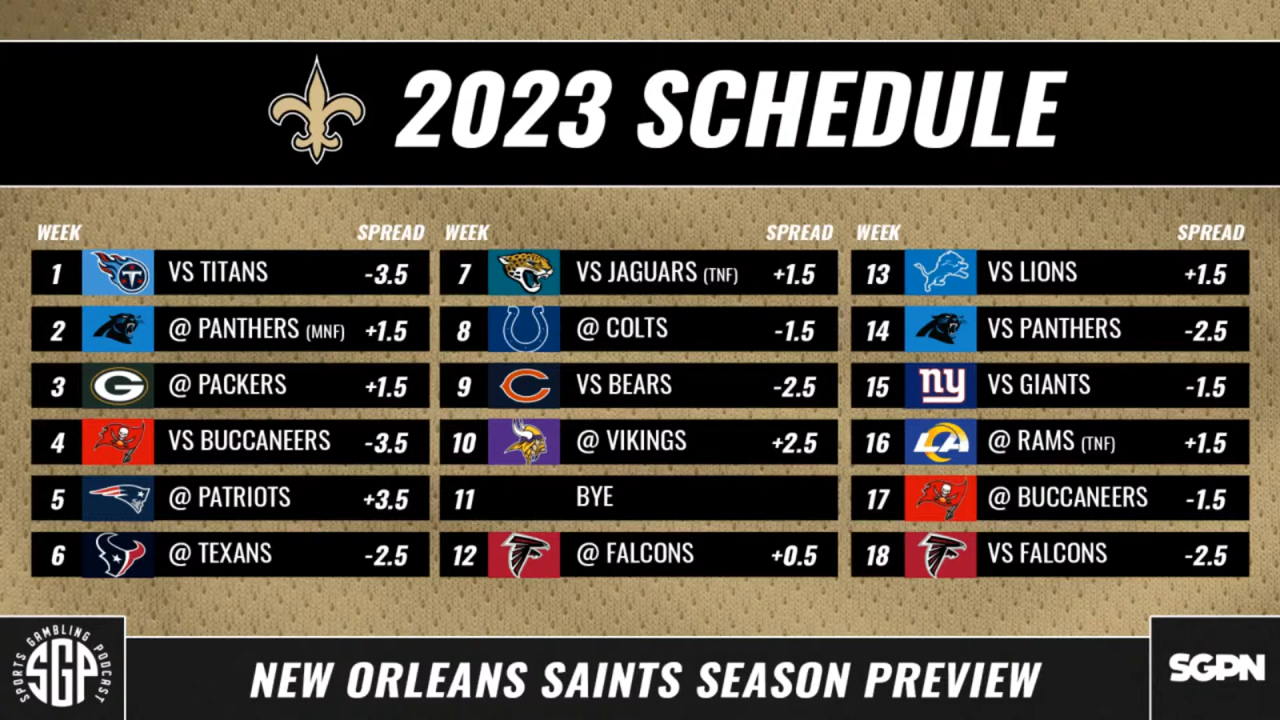 2023 SCHEDULE
WEEK SPREAD
1 VS TITANS -3.5
2 @ PANTHERS (MNF) +1.5
3 @ PACKERS +1.5
4 VS BUCCANEERS -3.5
5 @ PATRIOTS +3.5
6 @ TEXANS -2.5
WEEK SPREAD
7 VS JAGUARS (TNF) +1.5
8 @ COLTS -1.5
9 VS BEARS -2.5
10 @ VIKINGS +2.5
11 BYE
12 @ FALCONS +0.5
WEEK SPREAD
13 VS LIONS +1.5
14 VS PANTHERS -2.5
15 ny VS GIANTS -1.5
16 LA @ RAMS (TNF) +1.5
17 @ BUCCANEERS -1.5
18 VS FALCONS -2.5
SPORTS GAMBLING PODCAST
SGP
NEW ORLEANS SAINTS SEASON PREVIEW
SGPN